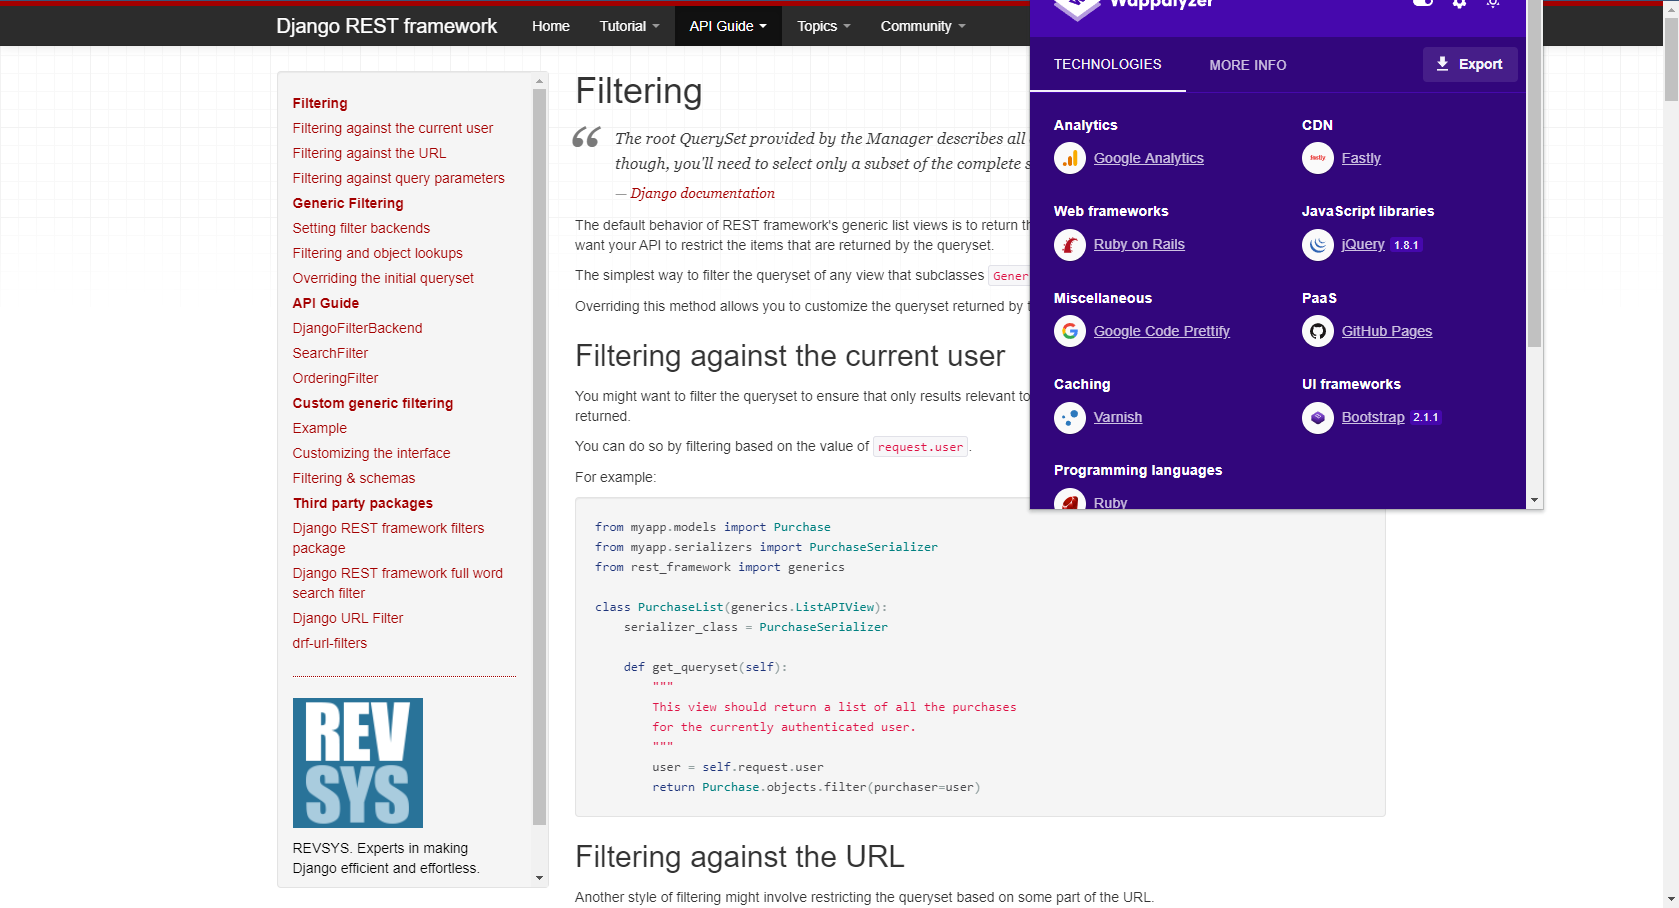 Django REST framework
Home
Tutorial
API Guide
Topics
Community
Filtering
Filtering against the current user
Filtering against the URL
Filtering against query parameters
Generic Filtering
Setting filter backends
Filtering and object lookups
Overriding the initial queryset
API Guide
DjangoFilterBackend
SearchFilter
OrderingFilter
Custom generic filtering
Example
Customizing the interface
Filtering & schemas
Third party packages
Django REST framework filters
package
Django REST framework full word
search filter
Django URL Filter
drf-url-filters
REV
SYS
REVSYS. Experts in making
Django efficient and effortless.
Filtering
“
The root QuerySet provided by the Manager describes all
though, you'll need to select only a subset of the complete
— Django documentation
The default behavior of REST framework's generic list views is to return
want your API to restrict the items that are returned by the queryset.
The simplest way to filter the queryset of any view that subclasses Gener
Overriding this method allows you to customize the queryset returned by
Filtering against the current user
You might want to filter the queryset to ensure that only results relevant to
returned.
You can do so by filtering based on the value of request.user.
For example:
from myapp.models import Purchase
from myapp.serializers import PurchaseSerializer
from rest_framework import generics
class PurchaseList(generics.ListAPIView):
serializer_class = PurchaseSerializer
def get_queryset(self):
"""
This view should return a list of all the purchases
for the currently authenticated user.
"""
user = self.request.user
return Purchase.objects.filter(purchaser=user)
Filtering against the URL
Another style of filtering might involve restricting the queryset based on some part of the URL.
Wappalyzer
TECHNOLOGIES
MORE INFO
Export
Analytics
Google Analytics
CDN
fastly
Fastly
Web frameworks
Ruby on Rails
JavaScript libraries
jQuery 1.8.1
Miscellaneous
Google Code Prettify
PaaS
GitHub Pages
Caching
Varnish
UI frameworks
Bootstrap 2.1.1
Programming languages
Ruby